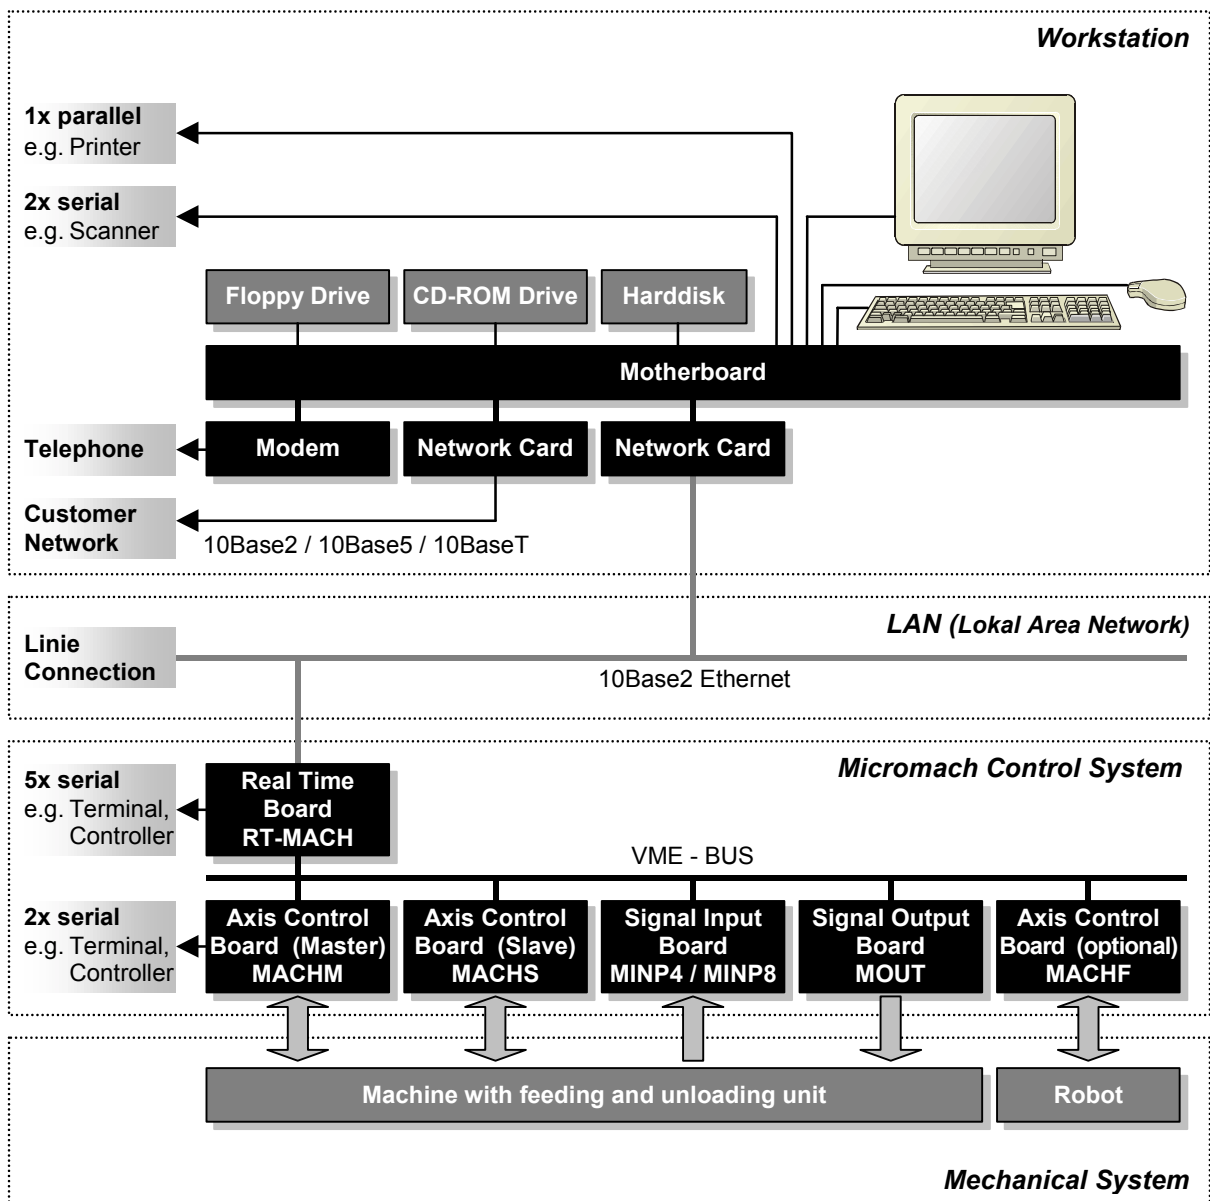 Workstation
1x parallel
e.g. Printer
2x serial
e.g. Scanner
Floppy Drive
CD-ROM Drive
Harddisk
Motherboard
Telephone
Modem
Network Card
Network Card
Customer
Network
10Base2 / 10Base5 / 10BaseT
LAN (Lokal Area Network)
Linie
Connection
10Base2 Ethernet
Micromach Control System
5x serial
e.g. Terminal,
Controller
Real Time
Board
RT-MACH
VME - BUS
2x serial
e.g. Terminal,
Controller
Axis Control
Board (Master)
MACHM
Axis Control
Board (Slave)
MACHS
Signal Input
Board
MINP4 / MINP8
Signal Output
Board
MOUT
Axis Control
Board (optional)
MACHF
Machine with feeding and unloading unit
Robot
Mechanical System